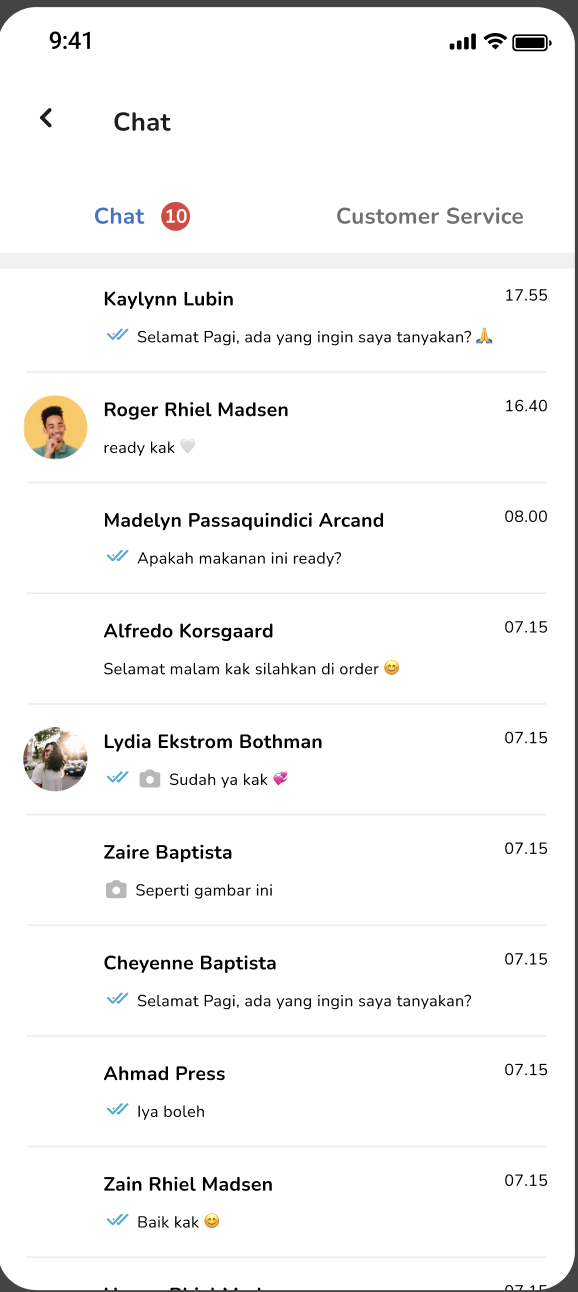 9:41
Chat
Chat 10 Customer Service
Kaylynn Lubin 17.55
Selamat Pagi, ada yang ingin saya tanyakan? 🙏
Roger Rhiel Madsen 16.40
ready kak 🤍
Madelyn Passaquindici Arcand 08.00
Apakah makanan ini ready?
Alfredo Korsgaard 07.15
Selamat malam kak silahkan di order 😊
Lydia Ekstrom Bothman 07.15
Sudah ya kak 💞
Zaire Baptista 07.15
Seperti gambar ini
Cheyenne Baptista 07.15
Selamat Pagi, ada yang ingin saya tanyakan?
Ahmad Press 07.15
Iya boleh
Zain Rhiel Madsen 07.15
Baik kak 😊